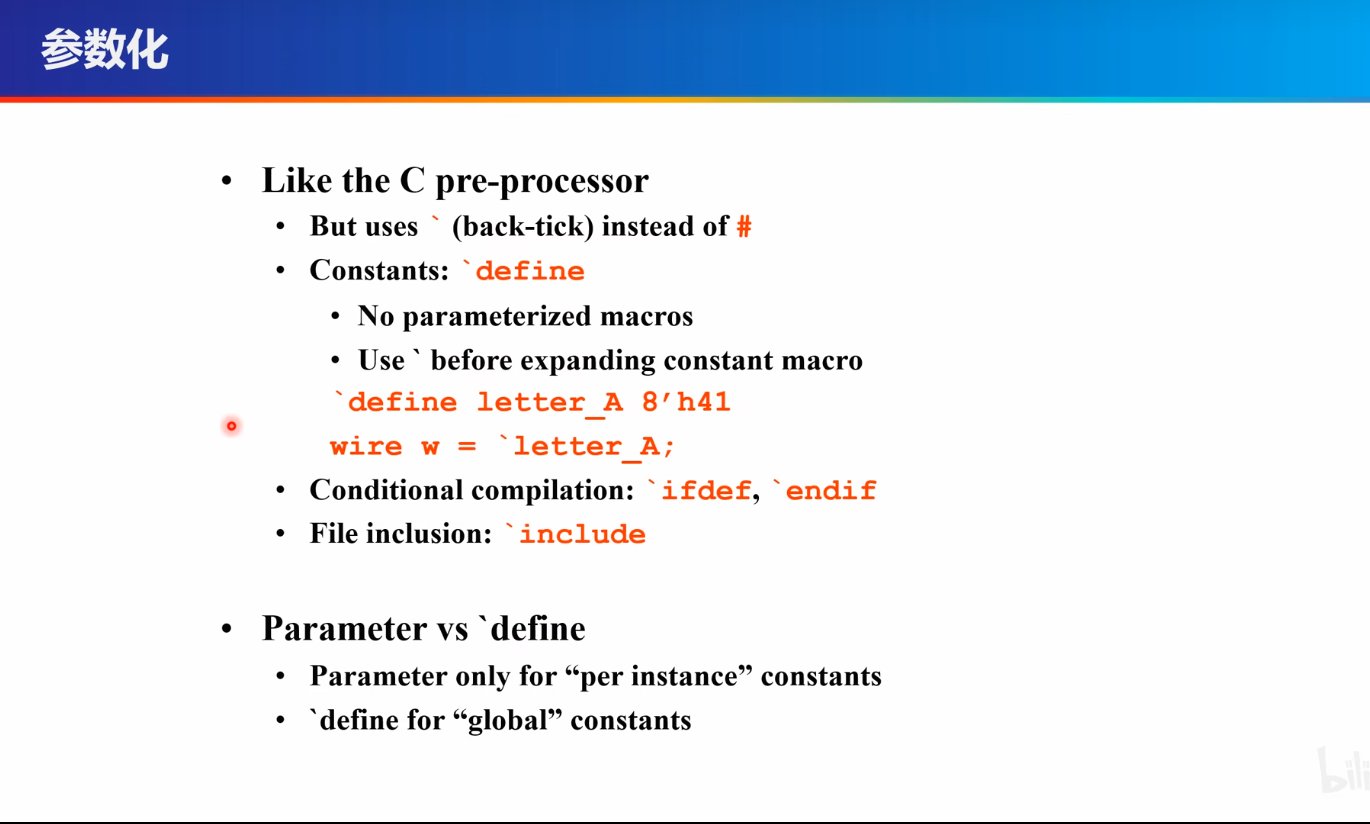 参数化
• Like the C pre-processor
• But uses ` (back-tick) instead of #
• Constants: `define
• No parameterized macros
• Use ` before expanding constant macro
`define letter_A 8’h41
wire w = `letter_A;
• Conditional compilation: `ifdef, `endif
• File inclusion: `include
• Parameter vs `define
• Parameter only for “per instance” constants
• `define for “global” constants